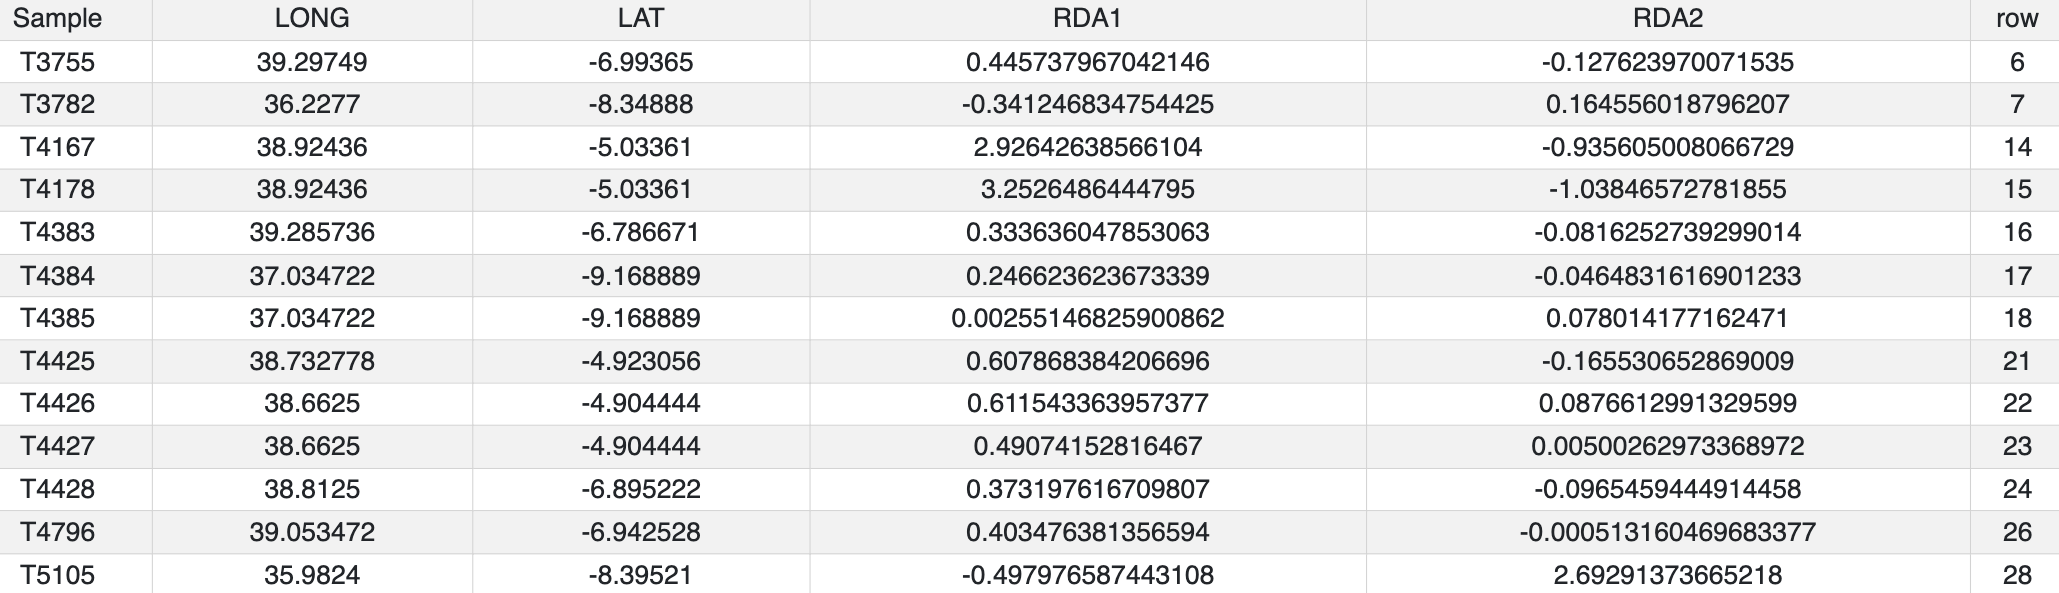 Sample LONG LAT RDA1 RDA2 row
T3755 39.29749 -6.99365 0.445737967042146 -0.127623970071535 6
T3782 36.2277 -8.34888 -0.341246834754425 0.164556018796207 7
T4167 38.92436 -5.03361 2.92642638566104 -0.935605008066729 14
T4178 38.92436 -5.03361 3.2526486444795 -1.03846572781855 15
T4383 39.285736 -6.786671 0.333636047853063 -0.0816252739299014 16
T4384 37.034722 -9.168889 0.246623623673339 -0.0464831616901233 17
T4385 37.034722 -9.168889 0.00255146825900862 0.078014177162471 18
T4425 38.732778 -4.923056 0.607868384206696 -0.165530652869009 21
T4426 38.6625 -4.904444 0.611543363957377 0.0876612991329599 22
T4427 38.6625 -4.904444 0.49074152816467 0.00500262973368972 23
T4428 38.8125 -6.895222 0.373197616709807 -0.0965459444914458 24
T4796 39.053472 -6.942528 0.403476381356594 -0.000513160469683377 26
T5105 35.9824 -8.39521 -0.497976587443108 2.69291373665218 28